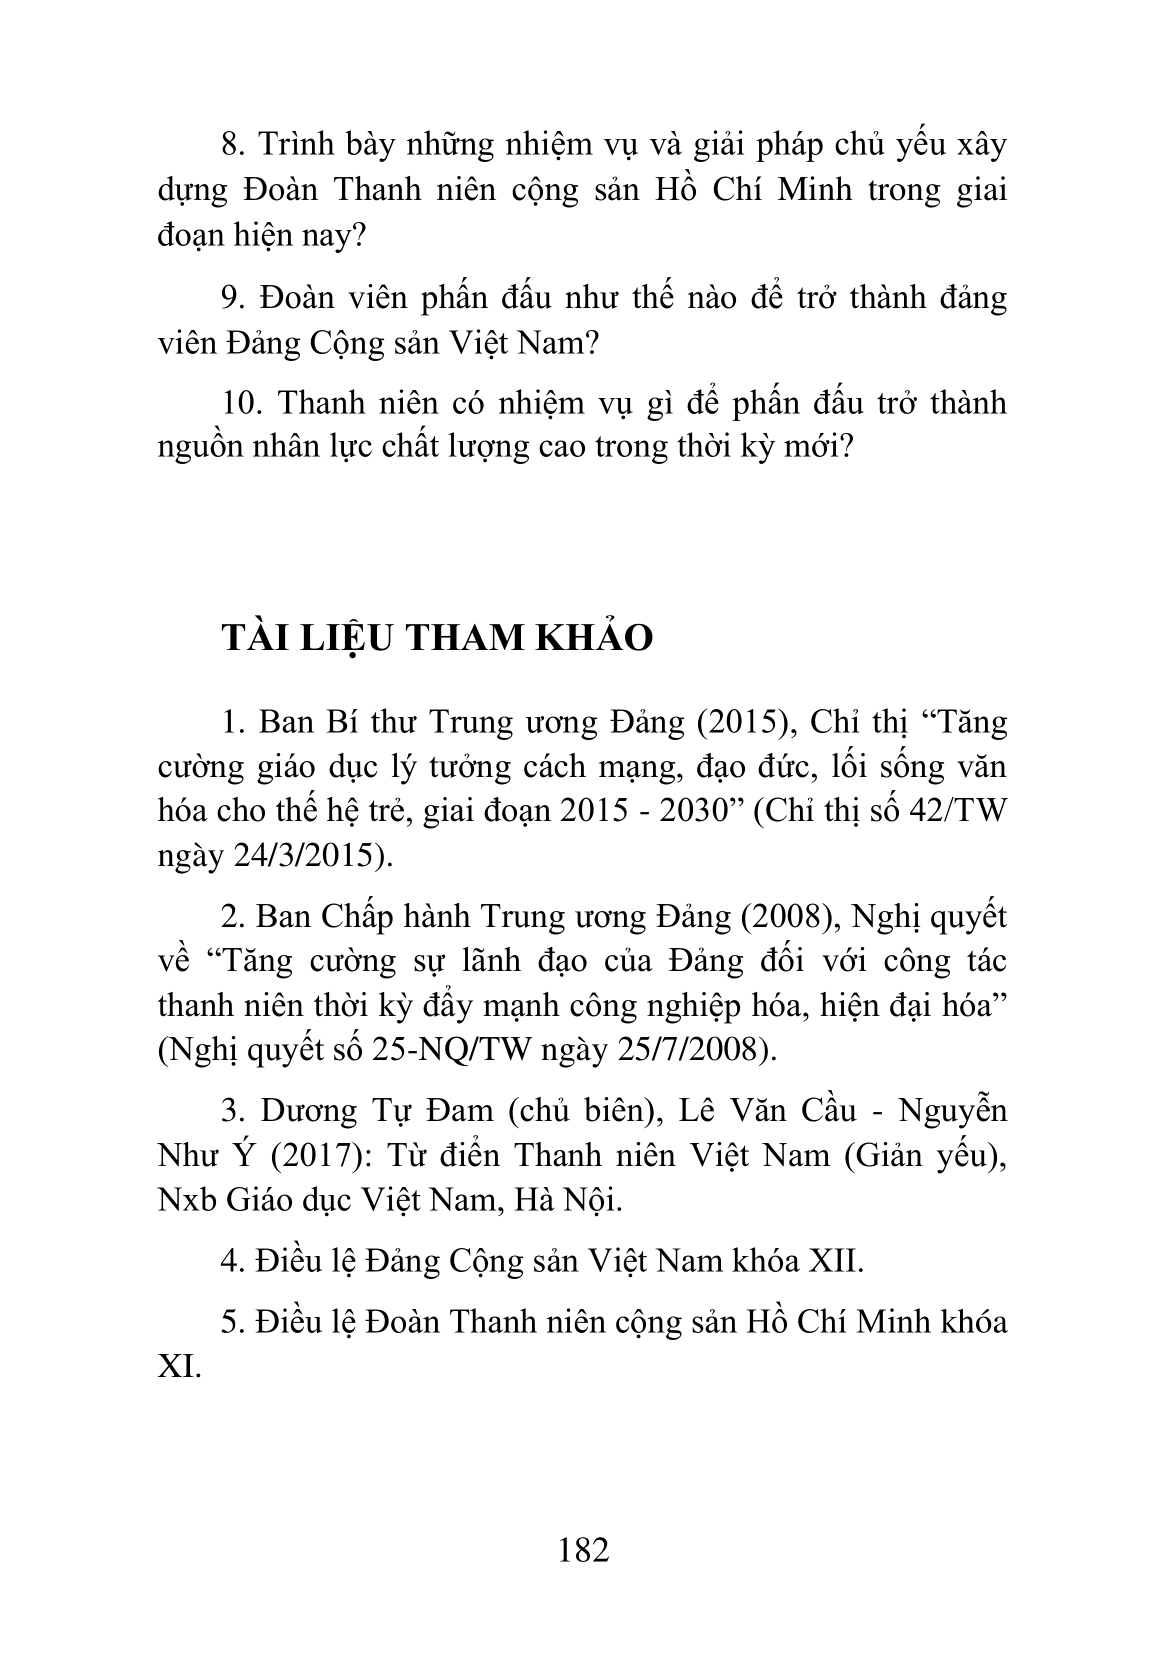 8. Trình bày những nhiệm vụ và giải pháp chủ yếu xây
dựng Đoàn Thanh niên cộng sản Hồ Chí Minh trong giai
đoạn hiện nay?
9. Đoàn viên phấn đấu như thế nào để trở thành đảng
viên Đảng Cộng sản Việt Nam?
10. Thanh niên có nhiệm vụ gì để phấn đấu trở thành
nguồn nhân lực chất lượng cao trong thời kỳ mới?
TÀI LIỆU THAM KHẢO
1. Ban Bí thư Trung ương Đảng (2015), Chỉ thị “Tăng
cường giáo dục lý tưởng cách mạng, đạo đức, lối sống văn
hóa cho thế hệ trẻ, giai đoạn 2015 - 2030” (Chỉ thị số 42/TW
ngày 24/3/2015).
2. Ban Chấp hành Trung ương Đảng (2008), Nghị quyết
về “Tăng cường sự lãnh đạo của Đảng đối với công tác
thanh niên thời kỳ đẩy mạnh công nghiệp hóa, hiện đại hóa”
(Nghị quyết số 25-NQ/TW ngày 25/7/2008).
3. Dương Tự Đam (chủ biên), Lê Văn Cầu - Nguyễn
Như Ý (2017): Từ điển Thanh niên Việt Nam (Giản yếu),
Nxb Giáo dục Việt Nam, Hà Nội.
4. Điều lệ Đảng Cộng sản Việt Nam khóa XII.
5. Điều lệ Đoàn Thanh niên cộng sản Hồ Chí Minh khóa
XI.
182